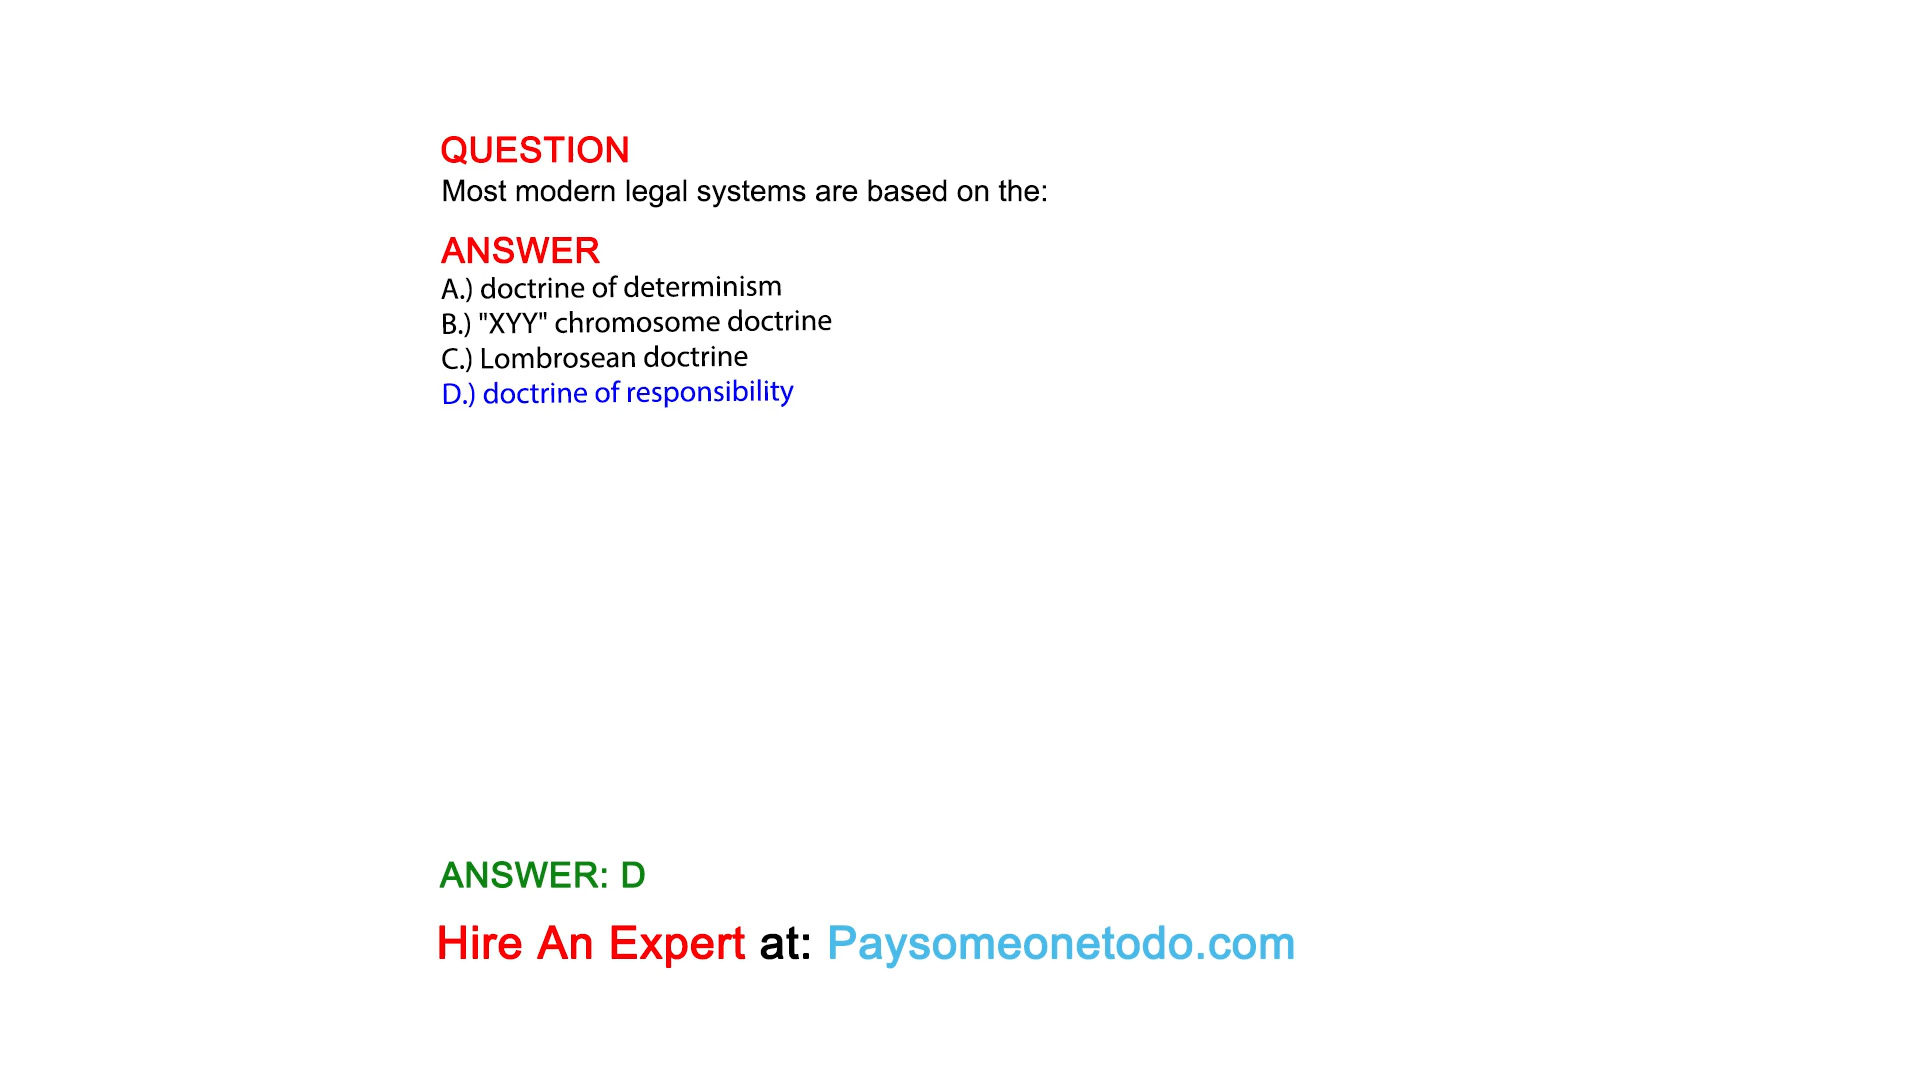 QUESTION
Most modern legal systems are based on the:
ANSWER
A.) doctrine of determinism
B.) "XYY" chromosome doctrine
C.) Lombrosean doctrine
D.) doctrine of responsibility
ANSWER: D
Hire An Expert at: Paysomeonetodo.com